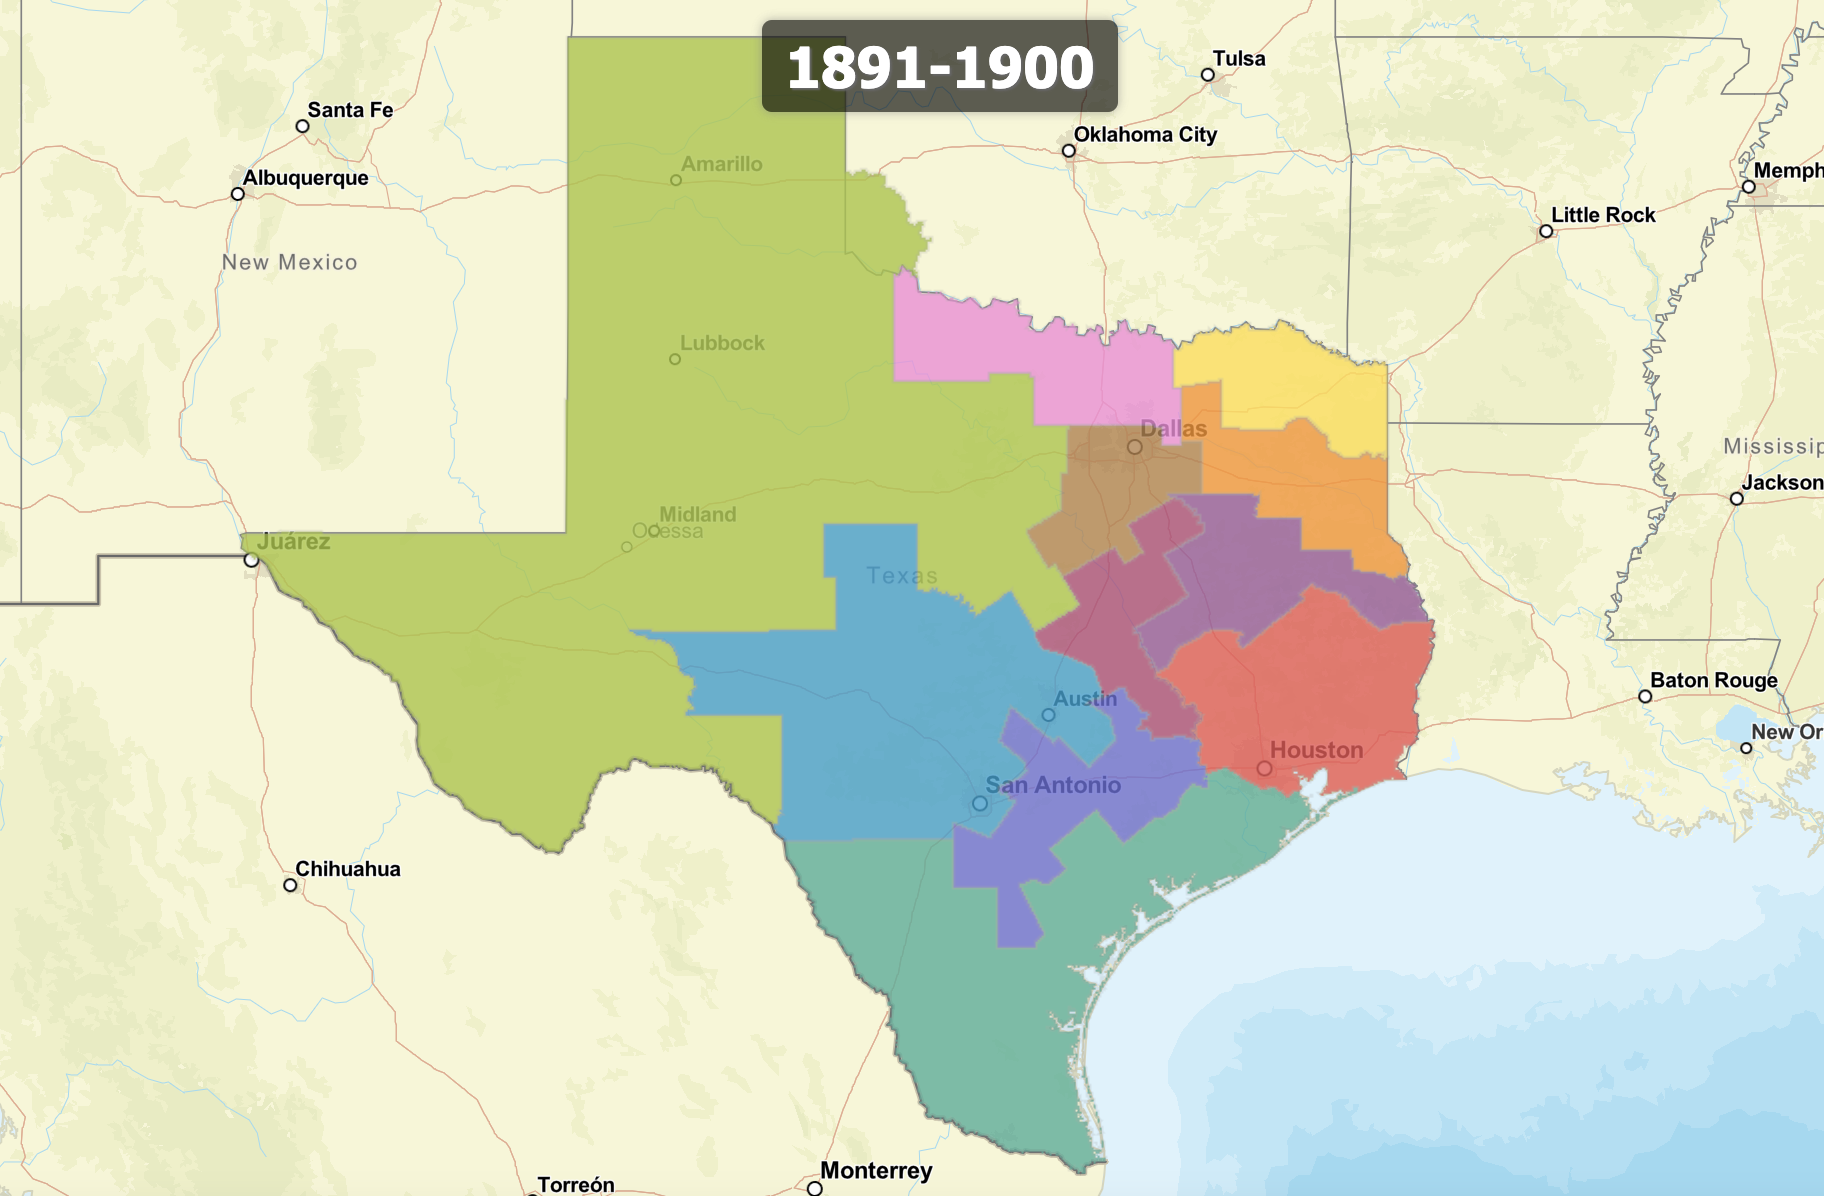 1891-1900
Tulsa
Santa Fe
Oklahoma City
Amarillo
Albuquerque
Memph
Little Rock
New Mexico
Lubbock
Dallas
Mississip
Jackson
Midland
Odessa
Juárez
Texas
Baton Rouge
Austin
New Or
Houston
San Antonio
Chihuahua
Monterrey
Torreón